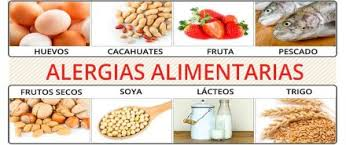 HUEVOS
CACAHUATES
FRUTA
PESCADO
ALERGIAS ALIMENTARIAS
FRUTOS SECOS
SOYA
LÁCTEOS
TRIGO